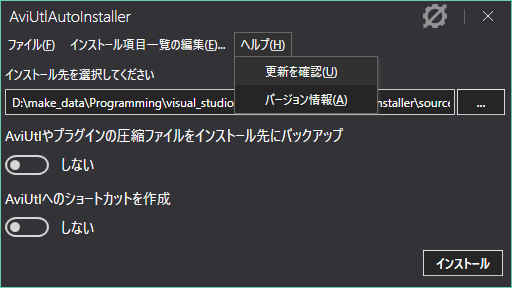 AviUtlAutoInstaller
ファイル(F) インストール項目一覧の編集(E)... ヘルプ(H)
更新を確認(U)
バージョン情報(A)
インストール先を選択してください
D:\make_data\Programming\visual_studio nstaller\source ...
AviUtlやプラグインの圧縮ファイルをインストール先にバックアップ
しない
AviUtlへのショートカットを作成
しない
インストール